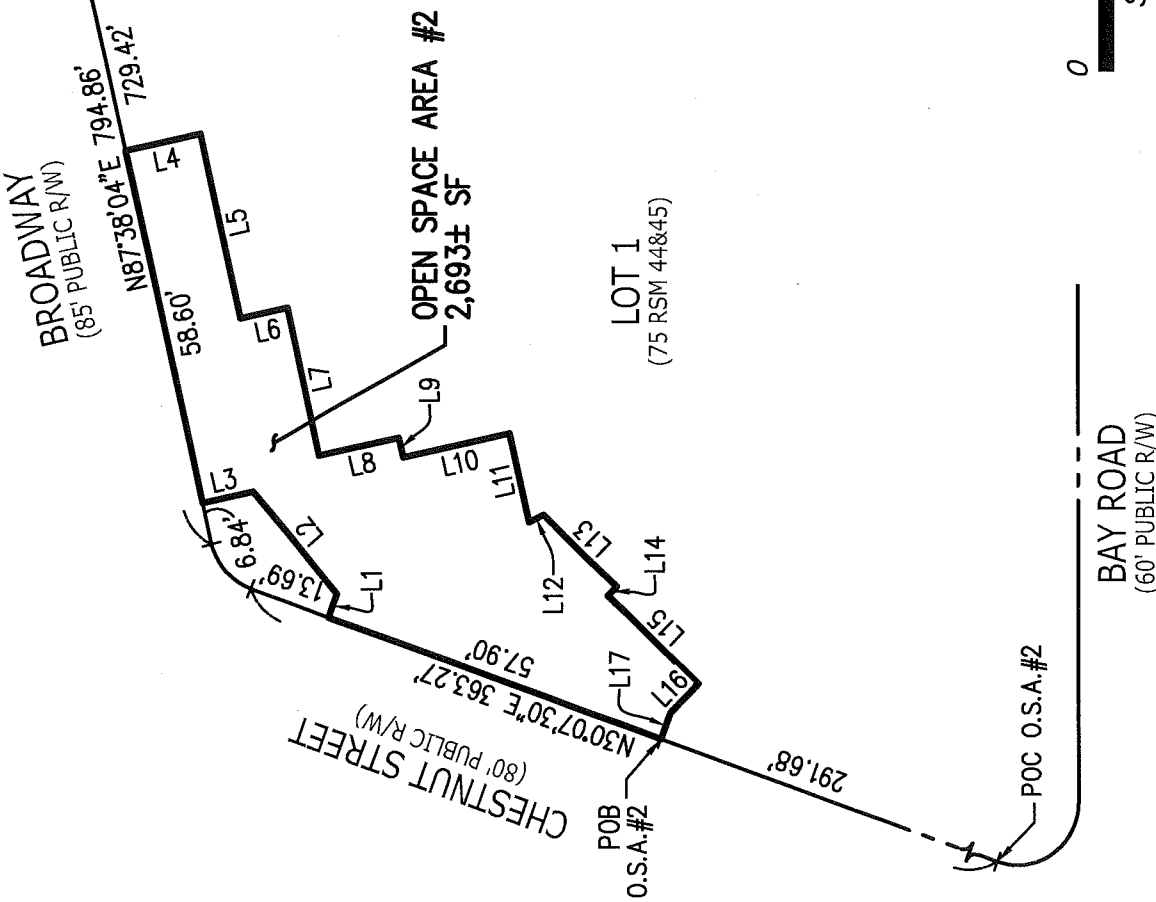 BROADWAY
(85' PUBLIC R/W)
N87°38'04"E 794.86'
729.42'
58.60'
L4
L5
L6
L7
L3
6.84'
13.69'
L2
L1
OPEN SPACE AREA #2
2,693± SF
L8
L9
L10
L11
L12
L13
L14
L15
L16
L17
LOT 1
(75 RSM 44&45)
57.90'
N30°07'30"E 363.27'
CHESTNUT STREET
(80' PUBLIC R/W)
POB
O.S.A.#2
291.68'
POC O.S.A.#2
BAY ROAD
(60' PUBLIC R/W)
0